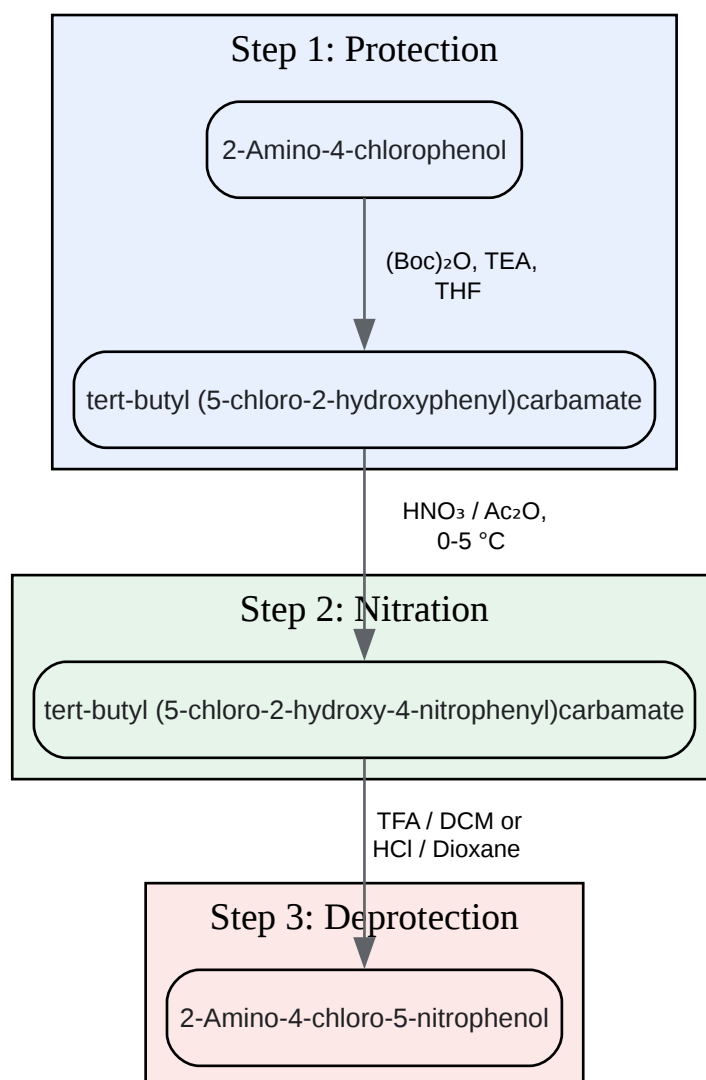 Step 1: Protection
2-Amino-4-chlorophenol
(Boc)₂O, TEA,
THF
tert-butyl (5-chloro-2-hydroxyphenyl)carbamate
HNO₃ / Ac₂O,
0-5 °C
Step 2: Nitration
tert-butyl (5-chloro-2-hydroxy-4-nitrophenyl)carbamate
TFA / DCM or
HCl / Dioxane
Step 3: Deprotection
2-Amino-4-chloro-5-nitrophenol